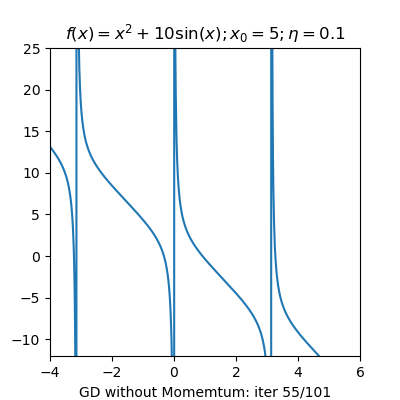 f(x) = x² + 10sin(x); x₀ = 5; η = 0.1
25
20
15
10
5
0
−5
−10
−4 −2 0 2 4 6
GD without Momemtum: iter 55/101